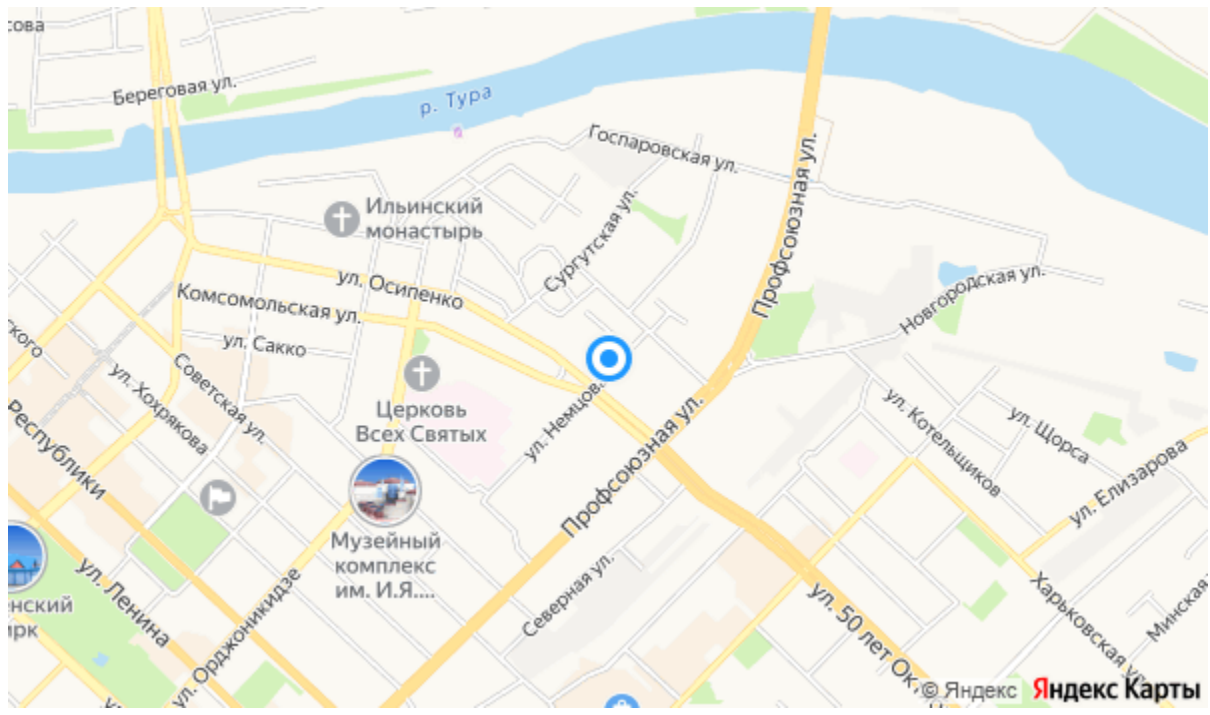 сова
Береговая ул.
р. Тура
Госпаровская ул.
Профсоюзная ул.
Ильинский
монастырь
Сургутская ул.
ул. Осипенко
Новгородская ул.
Комсомольская ул.
ского
ул. Сакко
Советская ул.
ул. Хохрякова
Церковь
Всех Святых
ул. Немцов
Профсоюзная ул.
ул. Котельщиков
ул. Щорса
ул. Елизарова
Республики
Музейный
комплекс
им. И.Я....
Северная ул.
ул. Ленина
ул. Орджоникидзе
енский
ирк
ул. 50 лет Ок
Харьковская ул.
Минская
© Яндекс Яндекс Карты